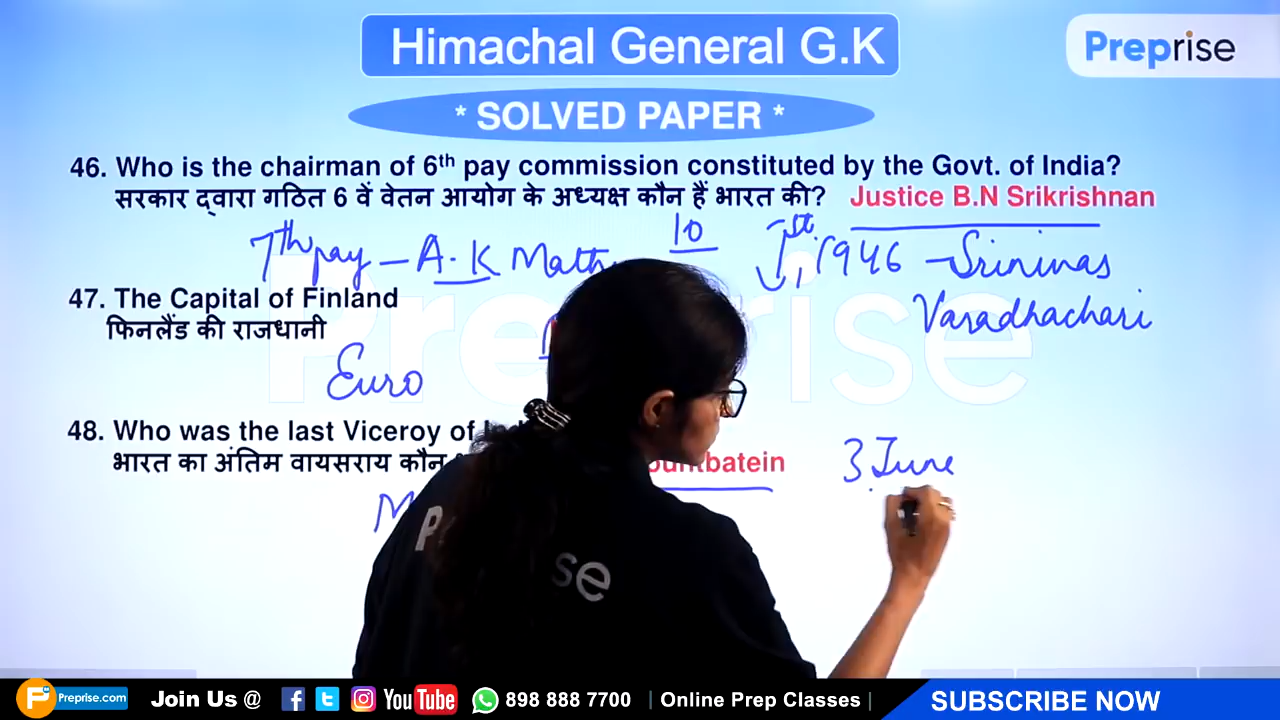 Himachal General G.K
Preprise
* SOLVED PAPER *
46. Who is the chairman of 6th pay commission constituted by the Govt. of India?
सरकार द्वारा गठित 6 वें वेतन आयोग के अध्यक्ष कौन हैं भारत की? Justice B.N Srikrishnan
7th pay - A.K Math 10 1st 1946 - Srininas
Varadhachari
47. The Capital of Finland
फिनलैंड की राजधानी
Euro
48. Who was the last Viceroy of
भारत का अंतिम वायसराय कौन
3 June
Preprise.com Join Us @ YouTube 898 888 7700 | Online Prep Classes | SUBSCRIBE NOW